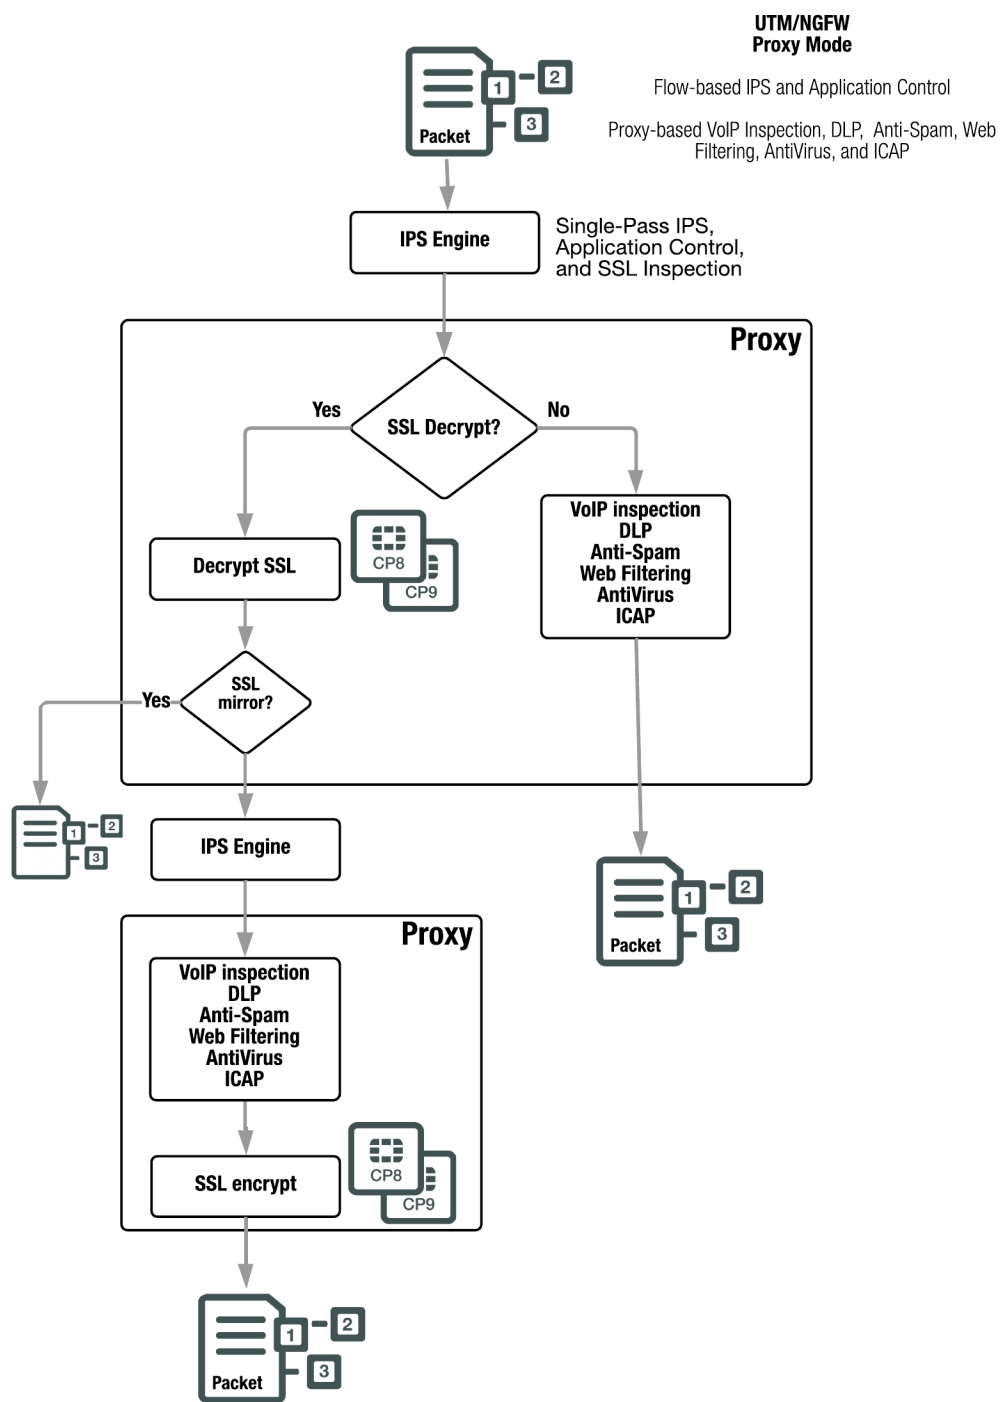 UTM/NGFW
Proxy Mode
Flow-based IPS and Application Control
Proxy-based VoIP Inspection, DLP, Anti-Spam, Web
Filtering, AntiVirus, and ICAP
1
2
3
Packet
IPS Engine
Single-Pass IPS,
Application Control,
and SSL Inspection
Proxy
Yes
SSL Decrypt?
No
VoIP inspection
DLP
Anti-Spam
Web Filtering
AntiVirus
ICAP
Decrypt SSL
CP8
CP9
SSL
mirror?
Yes
1
2
3
IPS Engine
1
2
3
Packet
Proxy
VoIP inspection
DLP
Anti-Spam
Web Filtering
AntiVirus
ICAP
SSL encrypt
CP8
CP9
1
2
3
Packet